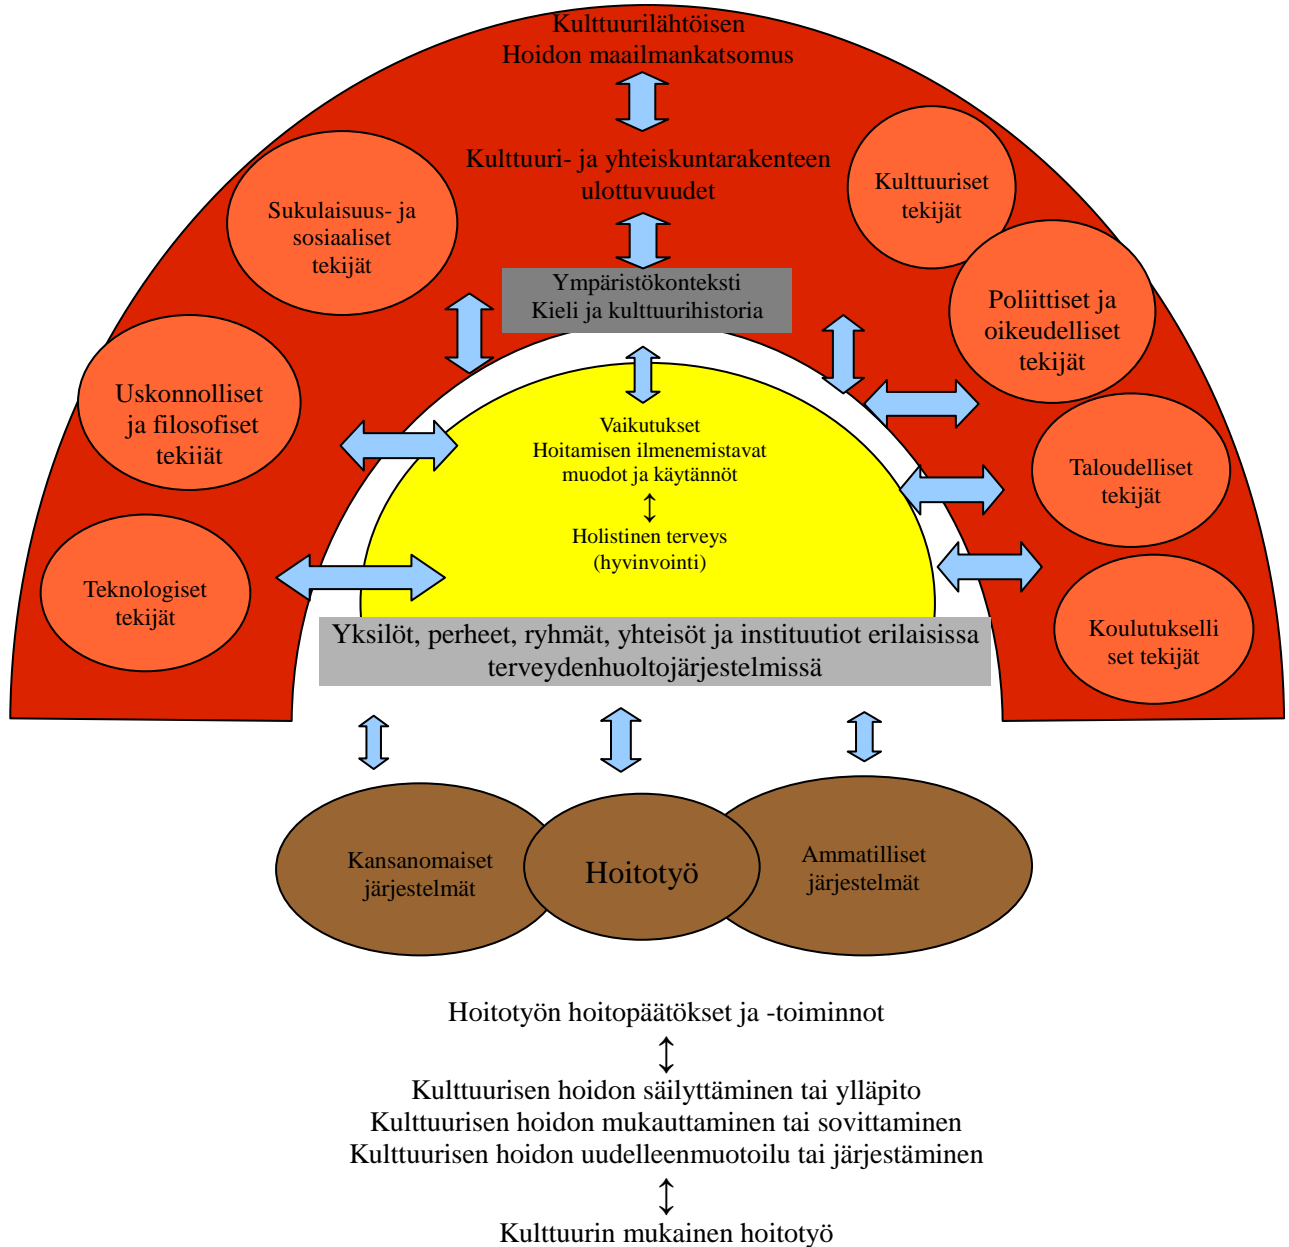 Kulttuurilähtöisen
Hoidon maailmankatsomus
Kulttuuri- ja yhteiskuntarakenteen
ulottuvuudet
Kulttuuriset
tekijät
Sukulaisuus- ja
sosiaaliset
tekijät
Ympäristökonteksti
Kieli ja kulttuurihistoria
Poliittiset ja
oikeudelliset
tekijät
Uskonnolliset
ja filosofiset
tekijät
Vaikutukset
Hoitamisen ilmenemistavat
muodot ja käytännöt
↕
Holistinen terveys
(hyvinvointi)
Taloudelliset
tekijät
Teknologiset
tekijät
Koulutukselli
set tekijät
Yksilöt, perheet, ryhmät, yhteisöt ja instituutiot erilaisissa
terveydenhuoltojärjestelmissä
Kansanomaiset
järjestelmät
Hoitotyö
Ammatilliset
järjestelmät
Hoitotyön hoitopäätökset ja -toiminnot
↕
Kulttuurisen hoidon säilyttäminen tai ylläpito
Kulttuurisen hoidon mukauttaminen tai sovittaminen
Kulttuurisen hoidon uudelleenmuotoilu tai järjestäminen
↕
Kulttuurin mukainen hoitotyö